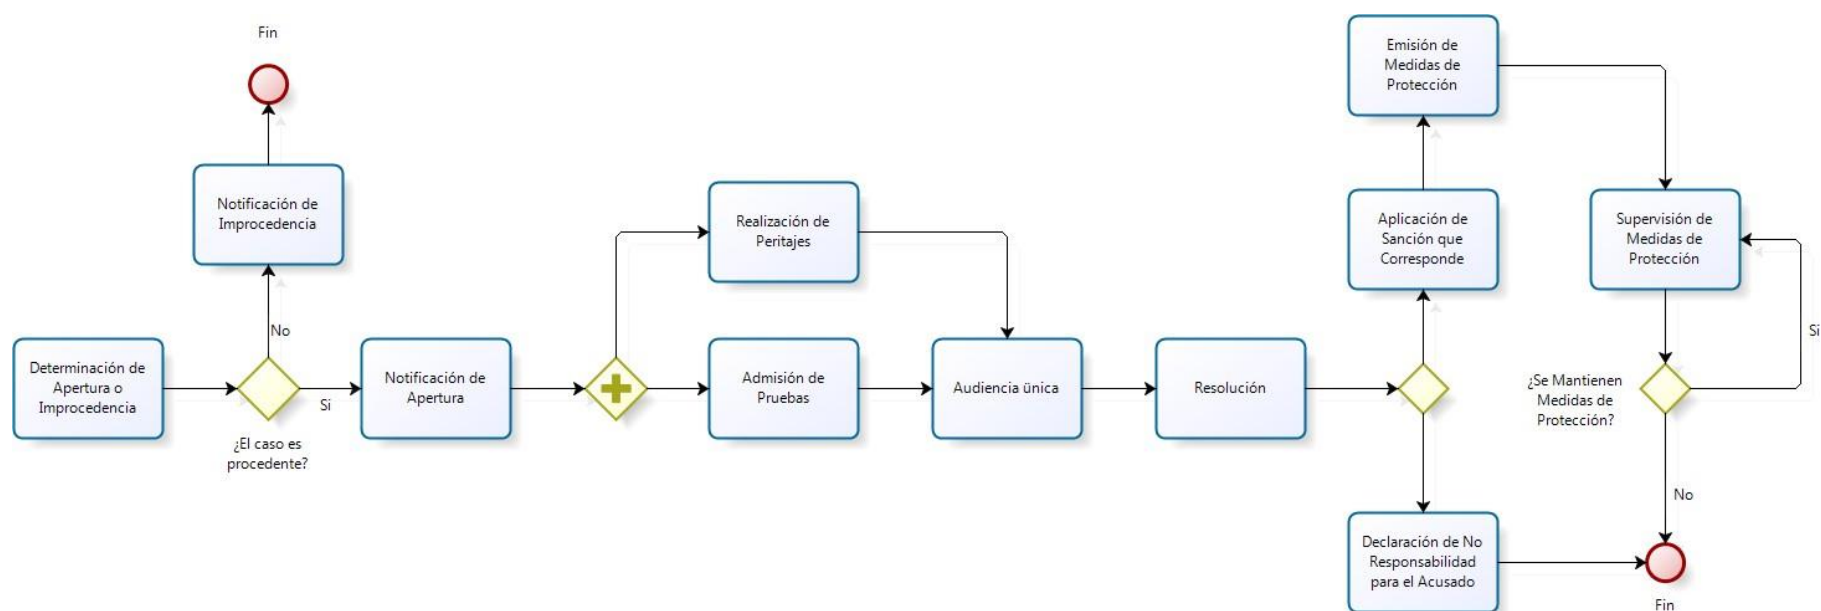 Fin
Notificación de
Improcedencia
No
Determinación de
Apertura o
Improcedencia
¿El caso es
procedente?
Si
Notificación de
Apertura
Realización de
Peritajes
Admisión de
Pruebas
Audiencia ünica
Resolución
Emisión de
Medidas de
Protección
Aplicación de
Sanción que
Corresponde
Declaración de No
Responsabilidad
para el Acusado
Supervisión de
Medidas de
Protección
Si
¿Se Mantienen
Medidas de
Protección?
No
Fin